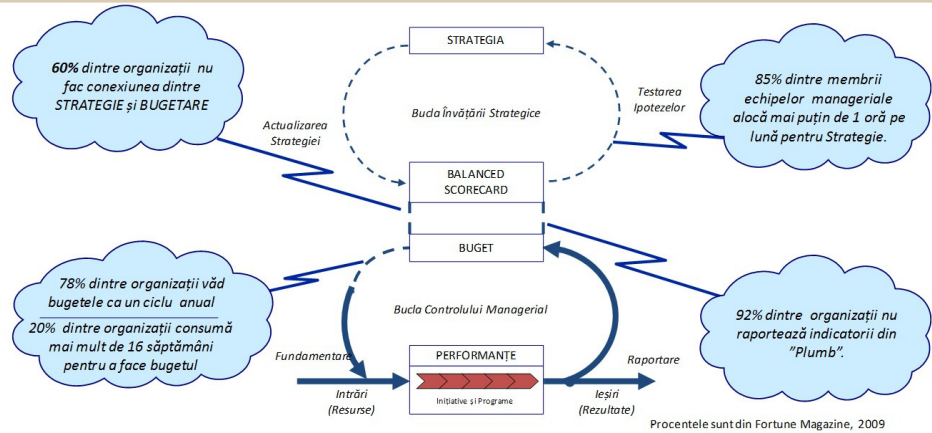 60% dintre organizații nu
fac conexiunea dintre
STRATEGIE și BUGETARE
STRATEGIA
85% dintre membrii
echipelor manageriale
alocă mai puțin de 1 oră pe
lună pentru Strategie.
Testarea
Ipotezelor
Bucla Învățării Strategice
Actualizarea
Strategiei
BALANCED
SCORECARD
BUGET
78% dintre organizații văd
bugetele ca un ciclu anual
20% dintre organizații consumă
mai mult de 16 săptămâni
pentru a face bugetul
Bucla Controlului Managerial
92% dintre organizații nu
raportează indicatorii din
"Plumb".
Fundamentare
PERFORMANȚE
Raportare
Intrări
(Resurse)
Inițiative și Programe
Ieșiri
(Rezultate)
Procentele sunt din Fortune Magazine, 2009